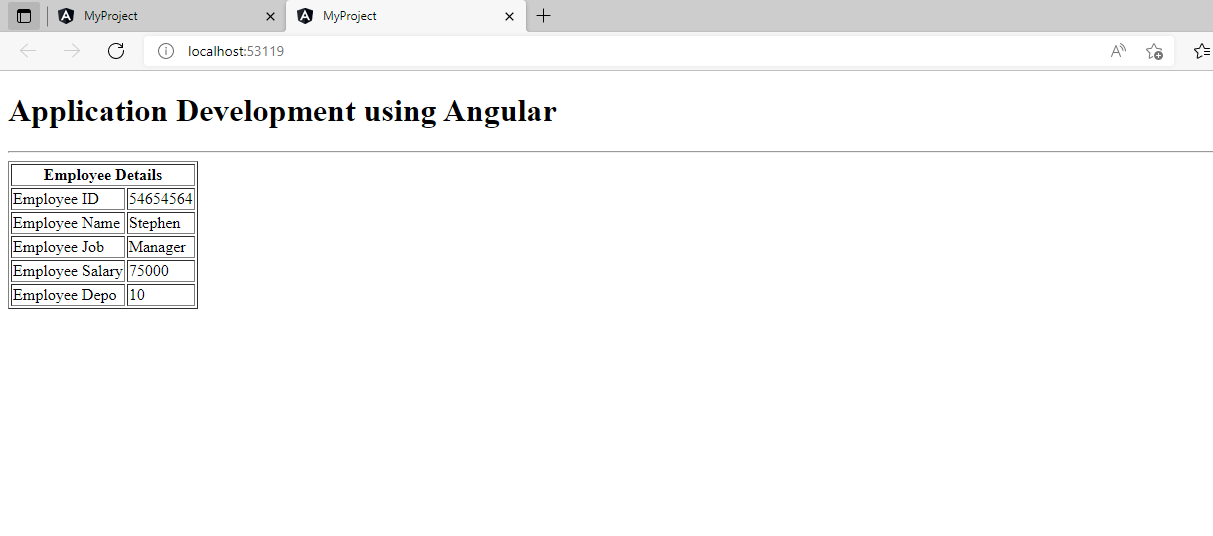 MyProject
MyProject
localhost:53119
Application Development using Angular
Employee Details
Employee ID 54654564
Employee Name Stephen
Employee Job Manager
Employee Salary 75000
Employee Depo 10